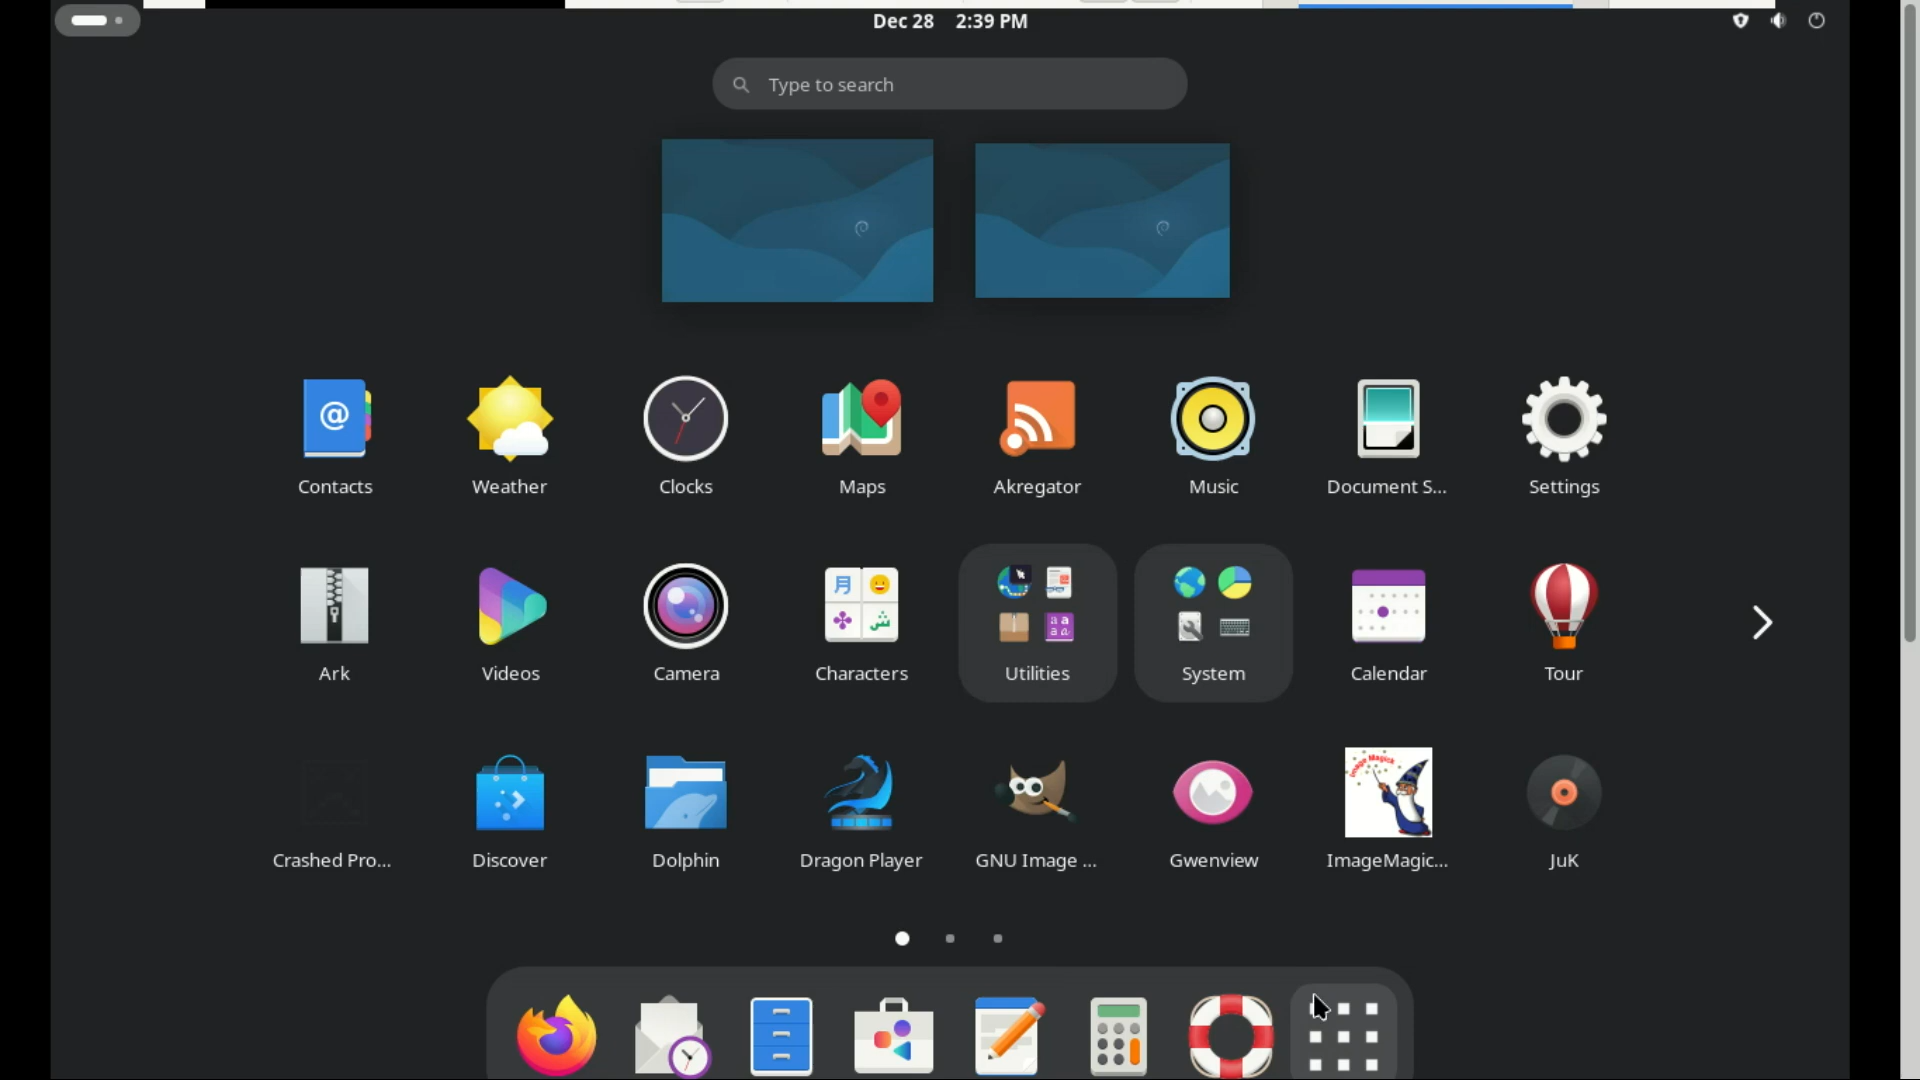 Dec 28 2:39 PM
Type to search
Contacts Weather Clocks Maps Akregator Music Document S... Settings
Ark Videos Camera Characters Utilities System Calendar Tour
Crashed Pro... Discover Dolphin Dragon Player GNU Image ... Gwenview ImageMagic... JuK